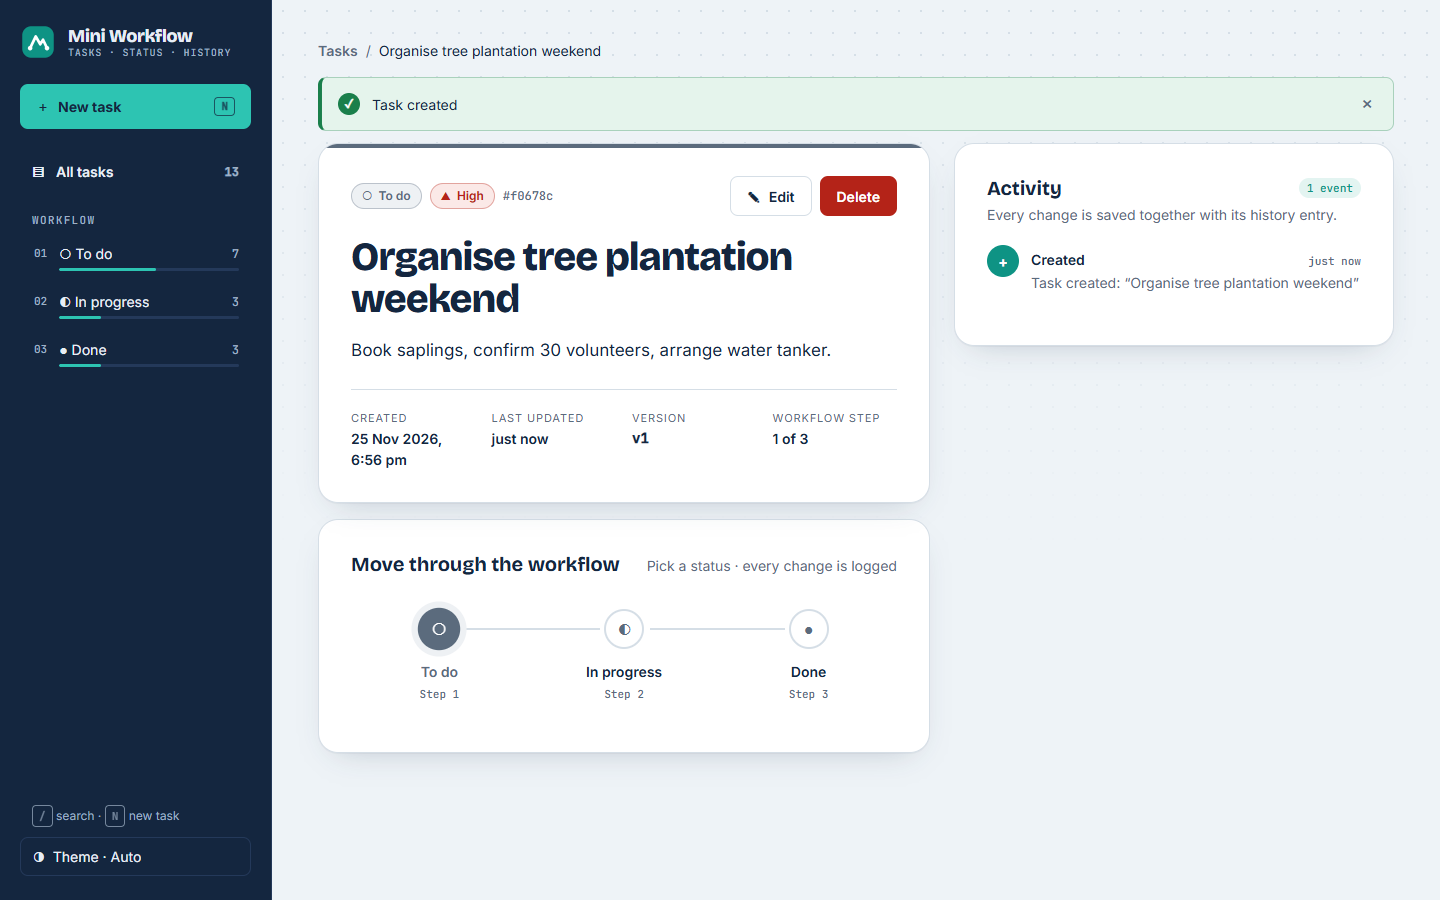 Mini Workflow
TASKS · STATUS · HISTORY
+ New task N
All tasks 13
WORKFLOW
01 To do 7
02 In progress 3
03 Done 3
/ search · N new task
Theme · Auto
Tasks / Organise tree plantation weekend
Task created ×
To do High #f0678c Edit Delete
Organise tree plantation
weekend
Book saplings, confirm 30 volunteers, arrange water tanker.
CREATED LAST UPDATED VERSION WORKFLOW STEP
25 Nov 2026, just now v1 1 of 3
6:56 pm
Move through the workflow Pick a status · every change is logged
To do In progress Done
Step 1 Step 2 Step 3
Activity 1 event
Every change is saved together with its history entry.
+ Created just now
Task created: “Organise tree plantation weekend”